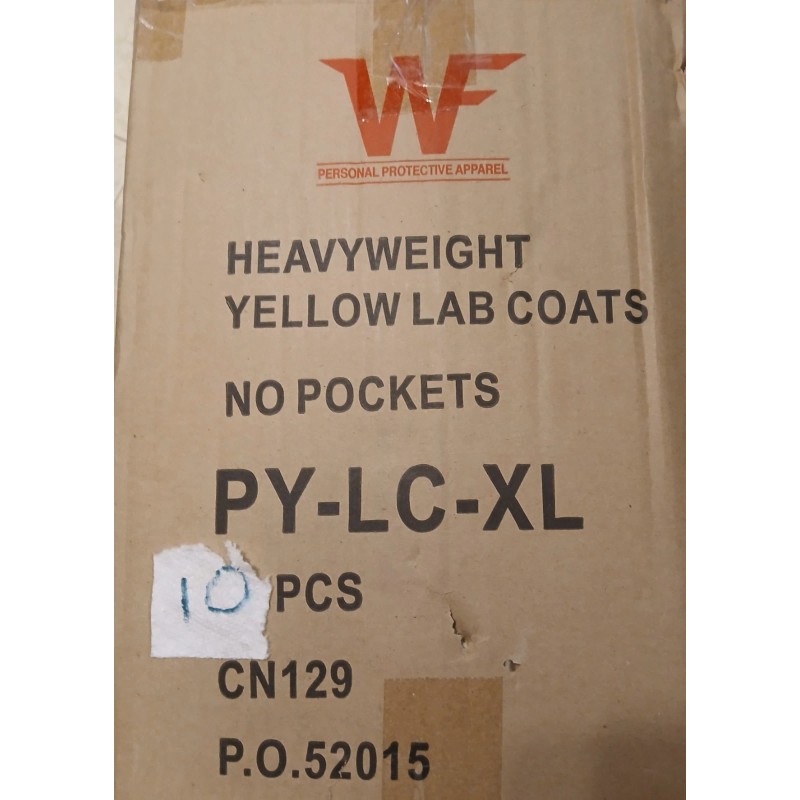 WF
PERSONAL PROTECTIVE APPAREL
HEAVYWEIGHT
YELLOW LAB COATS
NO POCKETS
PY-LC-XL
10 PCS
CN129
P.O.52015